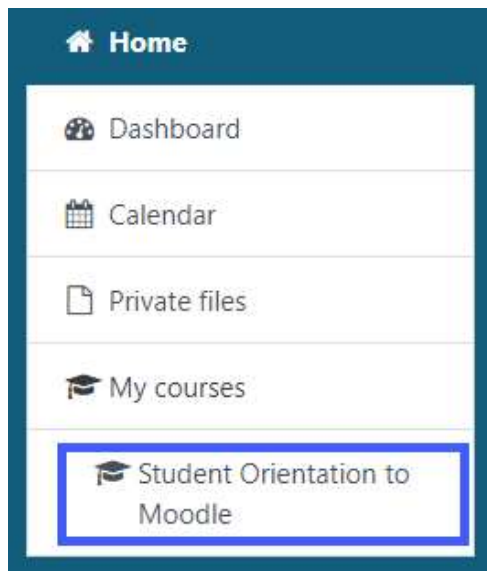 Home
Dashboard
Calendar
Private files
My courses
Student Orientation to
Moodle